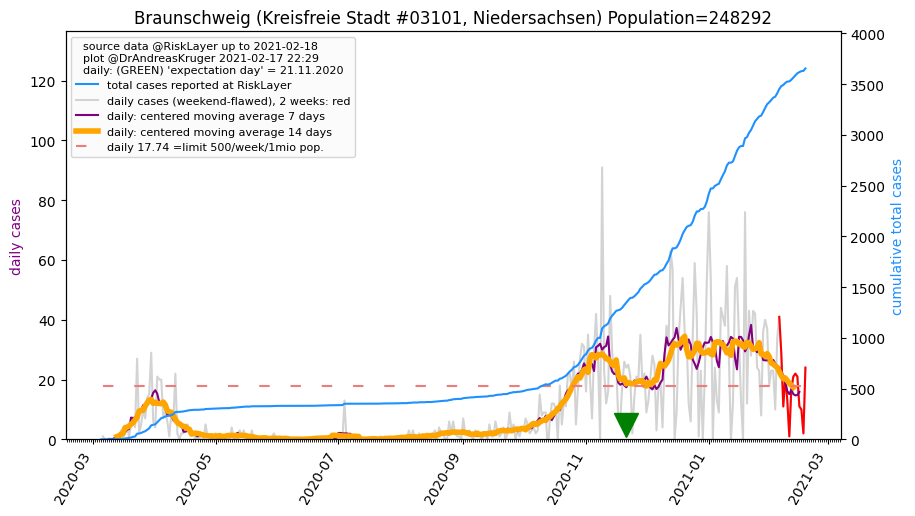 Braunschweig (Kreisfreie Stadt #03101, Niedersachsen) Population=248292
source data @RiskLayer up to 2021-02-18
plot @DrAndreasKruger 2021-02-17 22:29
daily: (GREEN) 'expectation day' = 21.11.2020
total cases reported at RiskLayer
daily cases (weekend-flawed), 2 weeks: red
daily: centered moving average 7 days
daily: centered moving average 14 days
daily 17.74 =limit 500/week/1mio pop.
daily cases
0
20
40
60
80
100
120
cumulative total cases
0
500
1000
1500
2000
2500
3000
3500
4000
2020-03
2020-05
2020-07
2020-09
2020-11
2021-01
2021-03